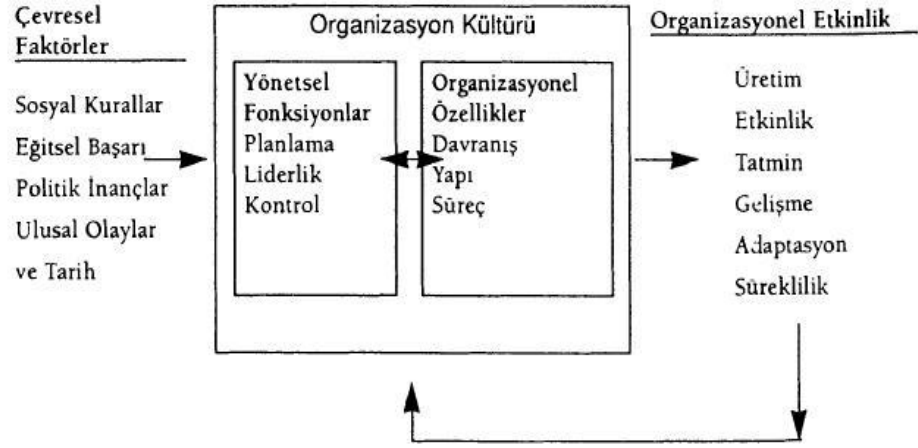 Çevresel
Faktörler
Sosyal Kurallar
Eğitsel Başarı
Politik İnançlar
Ulusal Olaylar
ve Tarih
Organizasyon Kültürü
Yönetsel
Fonksiyonlar
Planlama
Liderlik
Kontrol
Organizasyonel
Özellikler
Davranış
Yapı
Süreç
Organizasyonel Etkinlik
Üretim
Etkinlik
Tatmin
Gelişme
Adaptasyon
Süreklilik